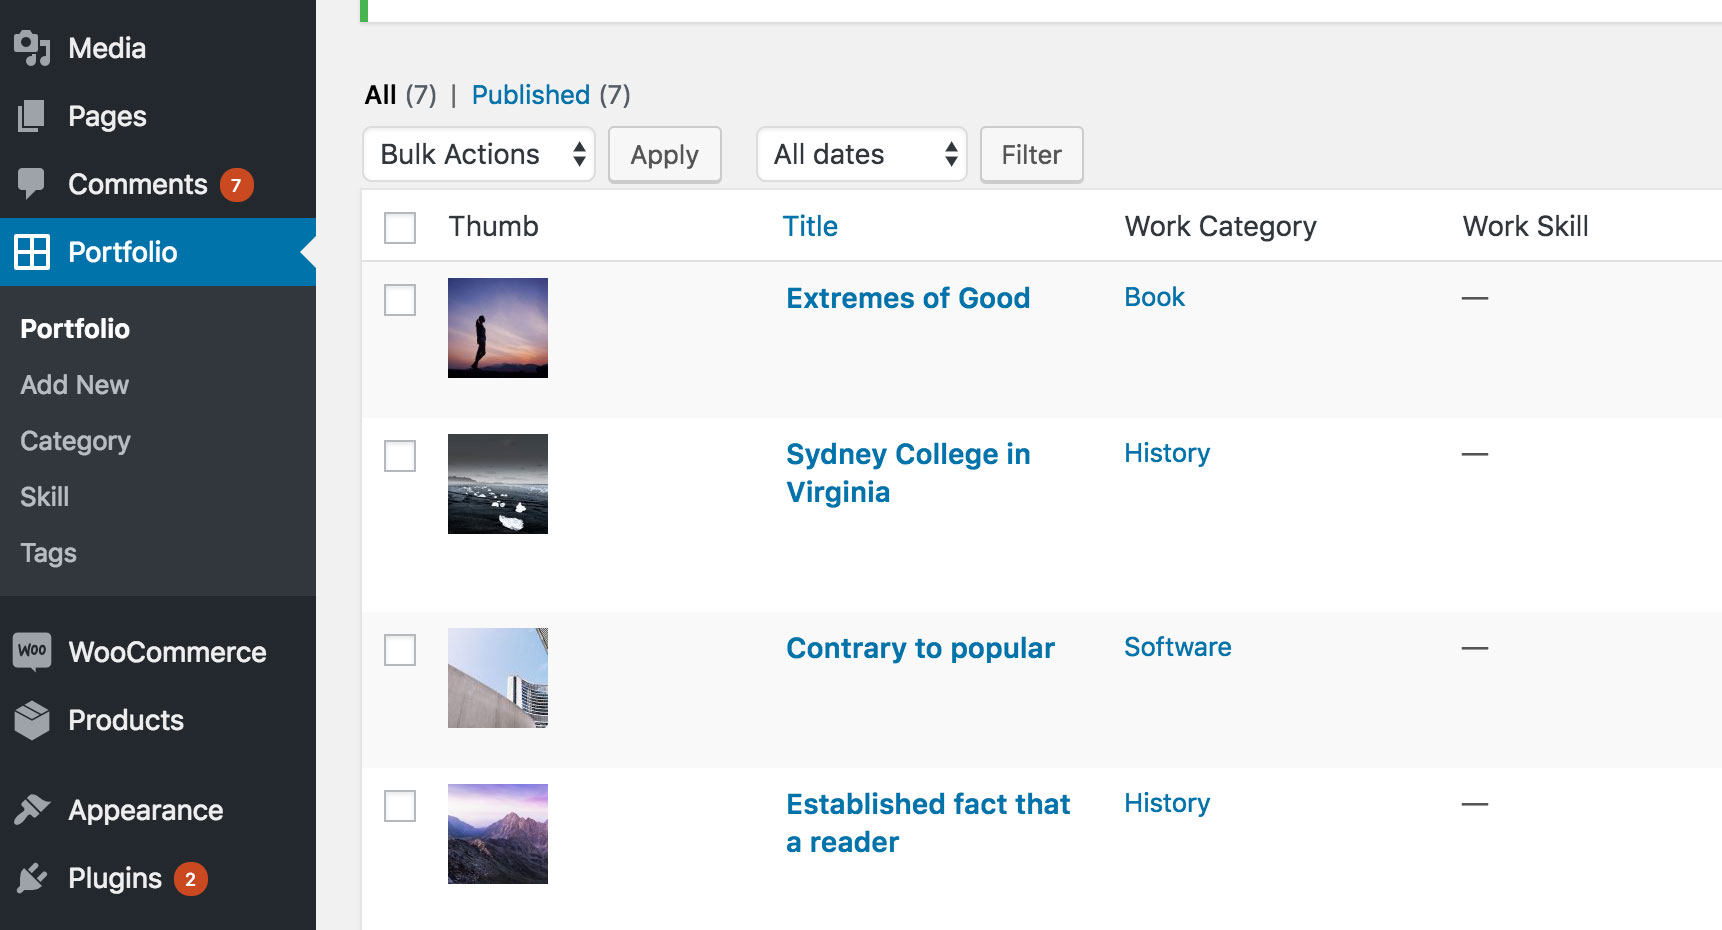 Media
Pages
Comments 7
Portfolio
Portfolio
Add New
Category
Skill
Tags
Woo WooCommerce
Products
Appearance
Plugins 2
All (7) | Published (7)
Bulk Actions Apply All dates Filter
Thumb Title Work Category Work Skill
Extremes of Good Book —
Sydney College in History —
Virginia
Contrary to popular Software —
Established fact that History —
a reader